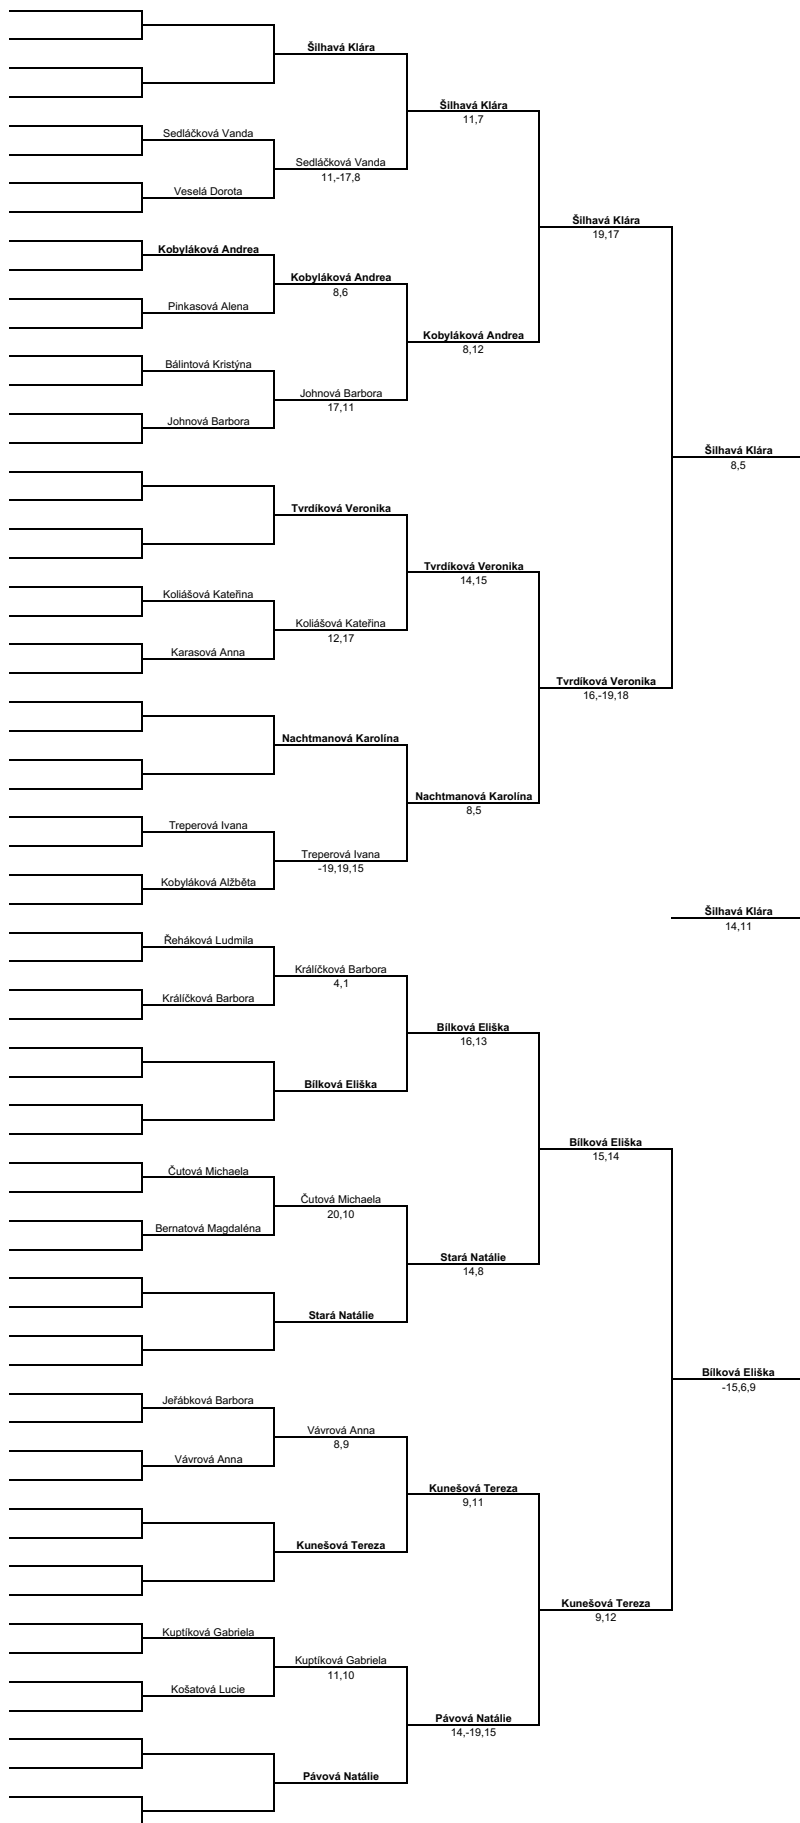 Šilhavá Klára
Šilhavá Klára
11,7
Sedláčková Vanda
Sedláčková Vanda
11,-17,8
Veselá Dorota
Šilhavá Klára
19,17
Kobyláková Andrea
Kobyláková Andrea
8,6
Pinkasová Alena
Kobyláková Andrea
8,12
Bálintová Kristýna
Johnová Barbora
17,11
Johnová Barbora
Šilhavá Klára
8,5
Tvrdíková Veronika
Tvrdíková Veronika
14,15
Koliášová Kateřina
Koliášová Kateřina
12,17
Karasová Anna
Tvrdíková Veronika
16,-19,18
Nachtmanová Karolína
Nachtmanová Karolína
8,5
Treperová Ivana
Treperová Ivana
-19,19,15
Kobyláková Alžběta
Šilhavá Klára
14,11
Řeháková Ludmila
Králíčková Barbora
4,1
Králíčková Barbora
Bílková Eliška
16,13
Bílková Eliška
Bílková Eliška
15,14
Čutová Michaela
Čutová Michaela
20,10
Bernatová Magdaléna
Stará Natálie
14,8
Stará Natálie
Bílková Eliška
-15,6,9
Jeřábková Barbora
Vávrová Anna
8,9
Vávrová Anna
Kunešová Tereza
9,11
Kunešová Tereza
Kunešová Tereza
9,12
Kuptíková Gabriela
Kuptíková Gabriela
11,10
Košatová Lucie
Pávová Natálie
14,-19,15
Pávová Natálie